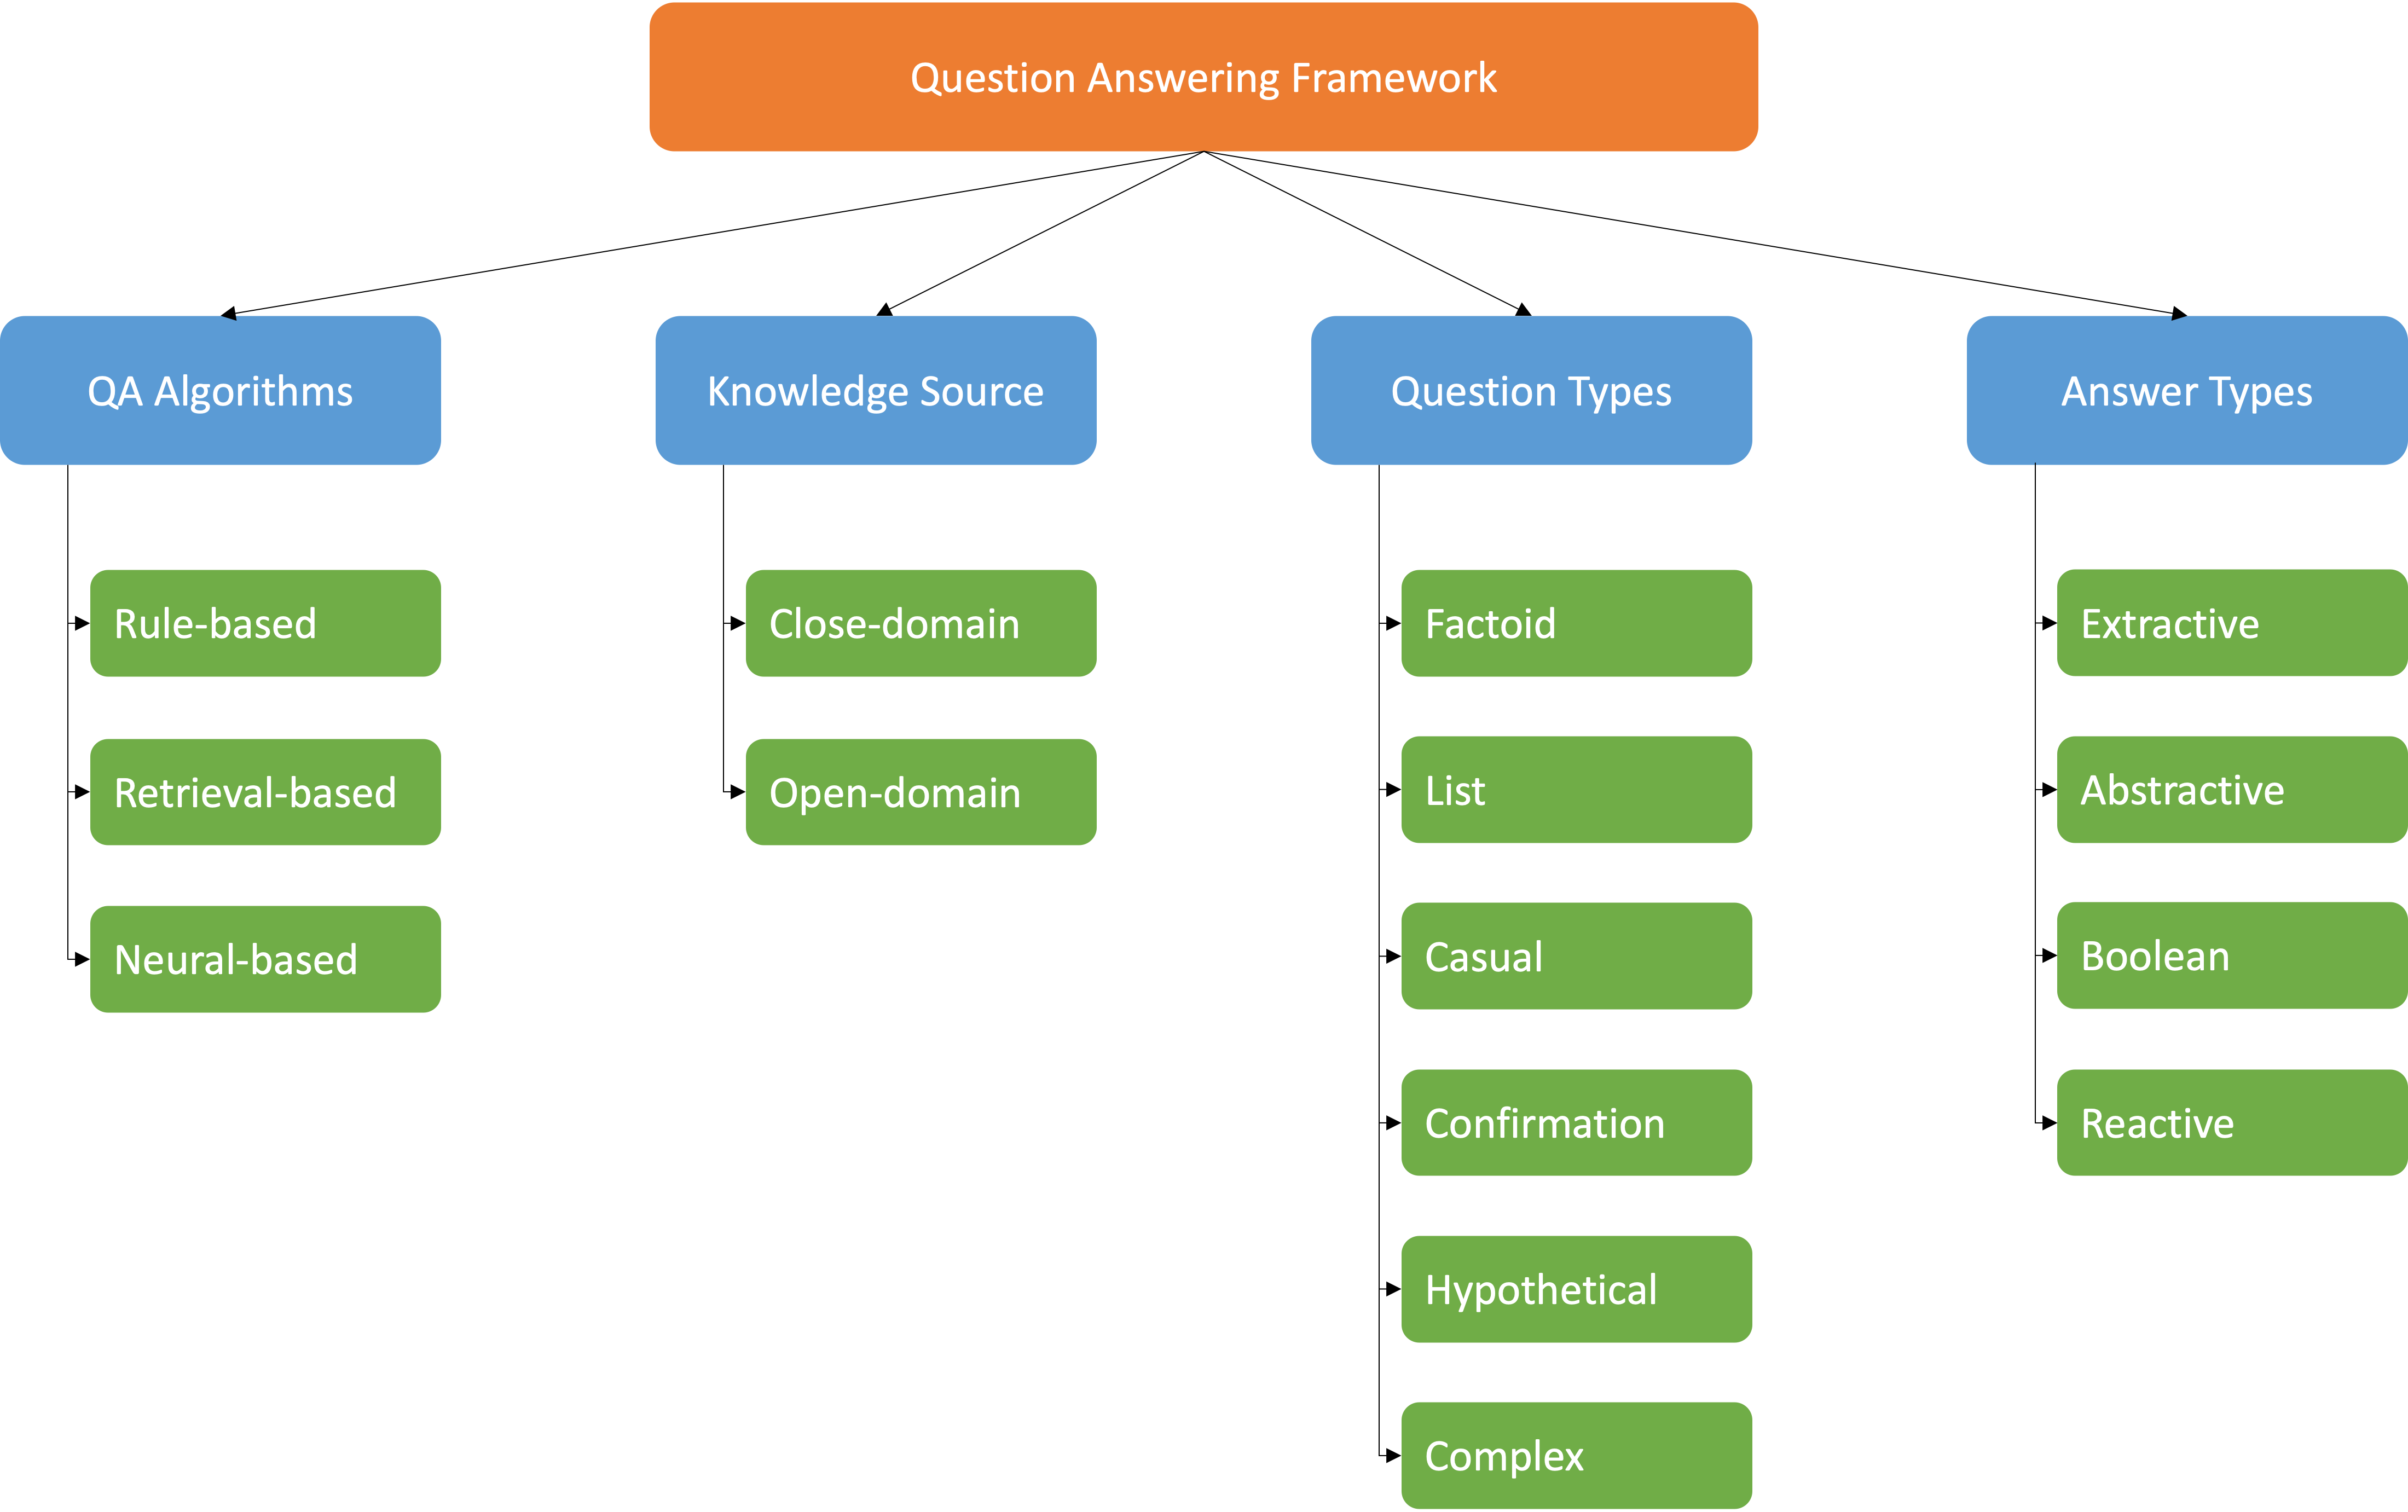 Question Answering Framework
QA Algorithms
Rule-based
Retrieval-based
Neural-based
Knowledge Source
Close-domain
Open-domain
Question Types
Factoid
List
Casual
Confirmation
Hypothetical
Complex
Answer Types
Extractive
Abstractive
Boolean
Reactive